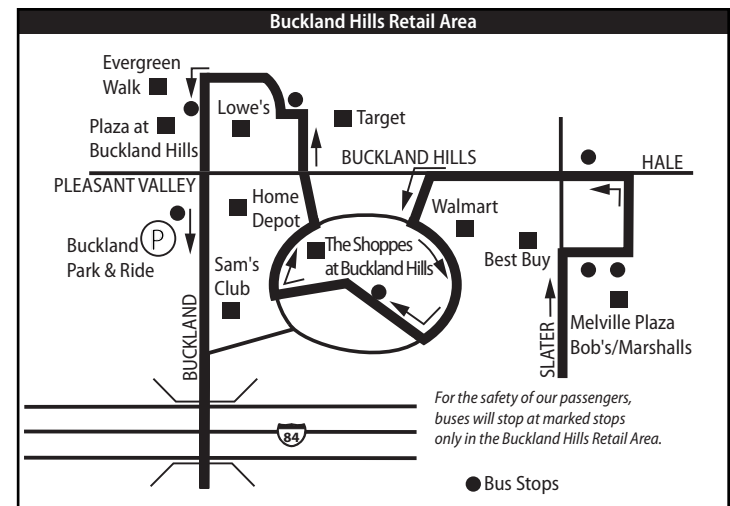 Buckland Hills Retail Area
Evergreen
Walk
Lowe's
Target
Plaza at
Buckland Hills
BUCKLAND HILLS
HALE
PLEASANT VALLEY
Home
Depot
Walmart
P
Buckland
Park & Ride
The Shoppes
at Buckland Hills
Best Buy
Sam's
Club
BUCKLAND
SLATER
Melville Plaza
Bob's/Marshalls
For the safety of our passengers,
buses will stop at marked stops
only in the Buckland Hills Retail Area.
84
Bus Stops